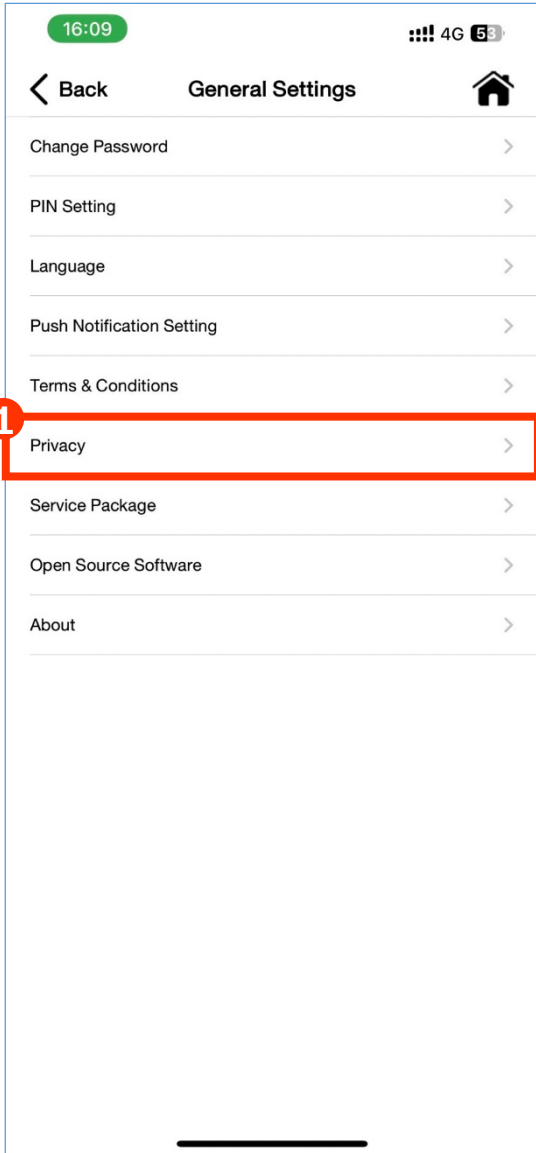 16:09 4G 53
Back General Settings
Change Password
PIN Setting
Language
Push Notification Setting
Terms & Conditions
1
Privacy
Service Package
Open Source Software
About